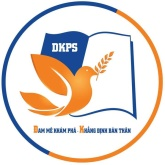 DKPS
ĐAM MÊ KHÁM PHÁ - KHẲNG ĐỊNH BẢN THÂN